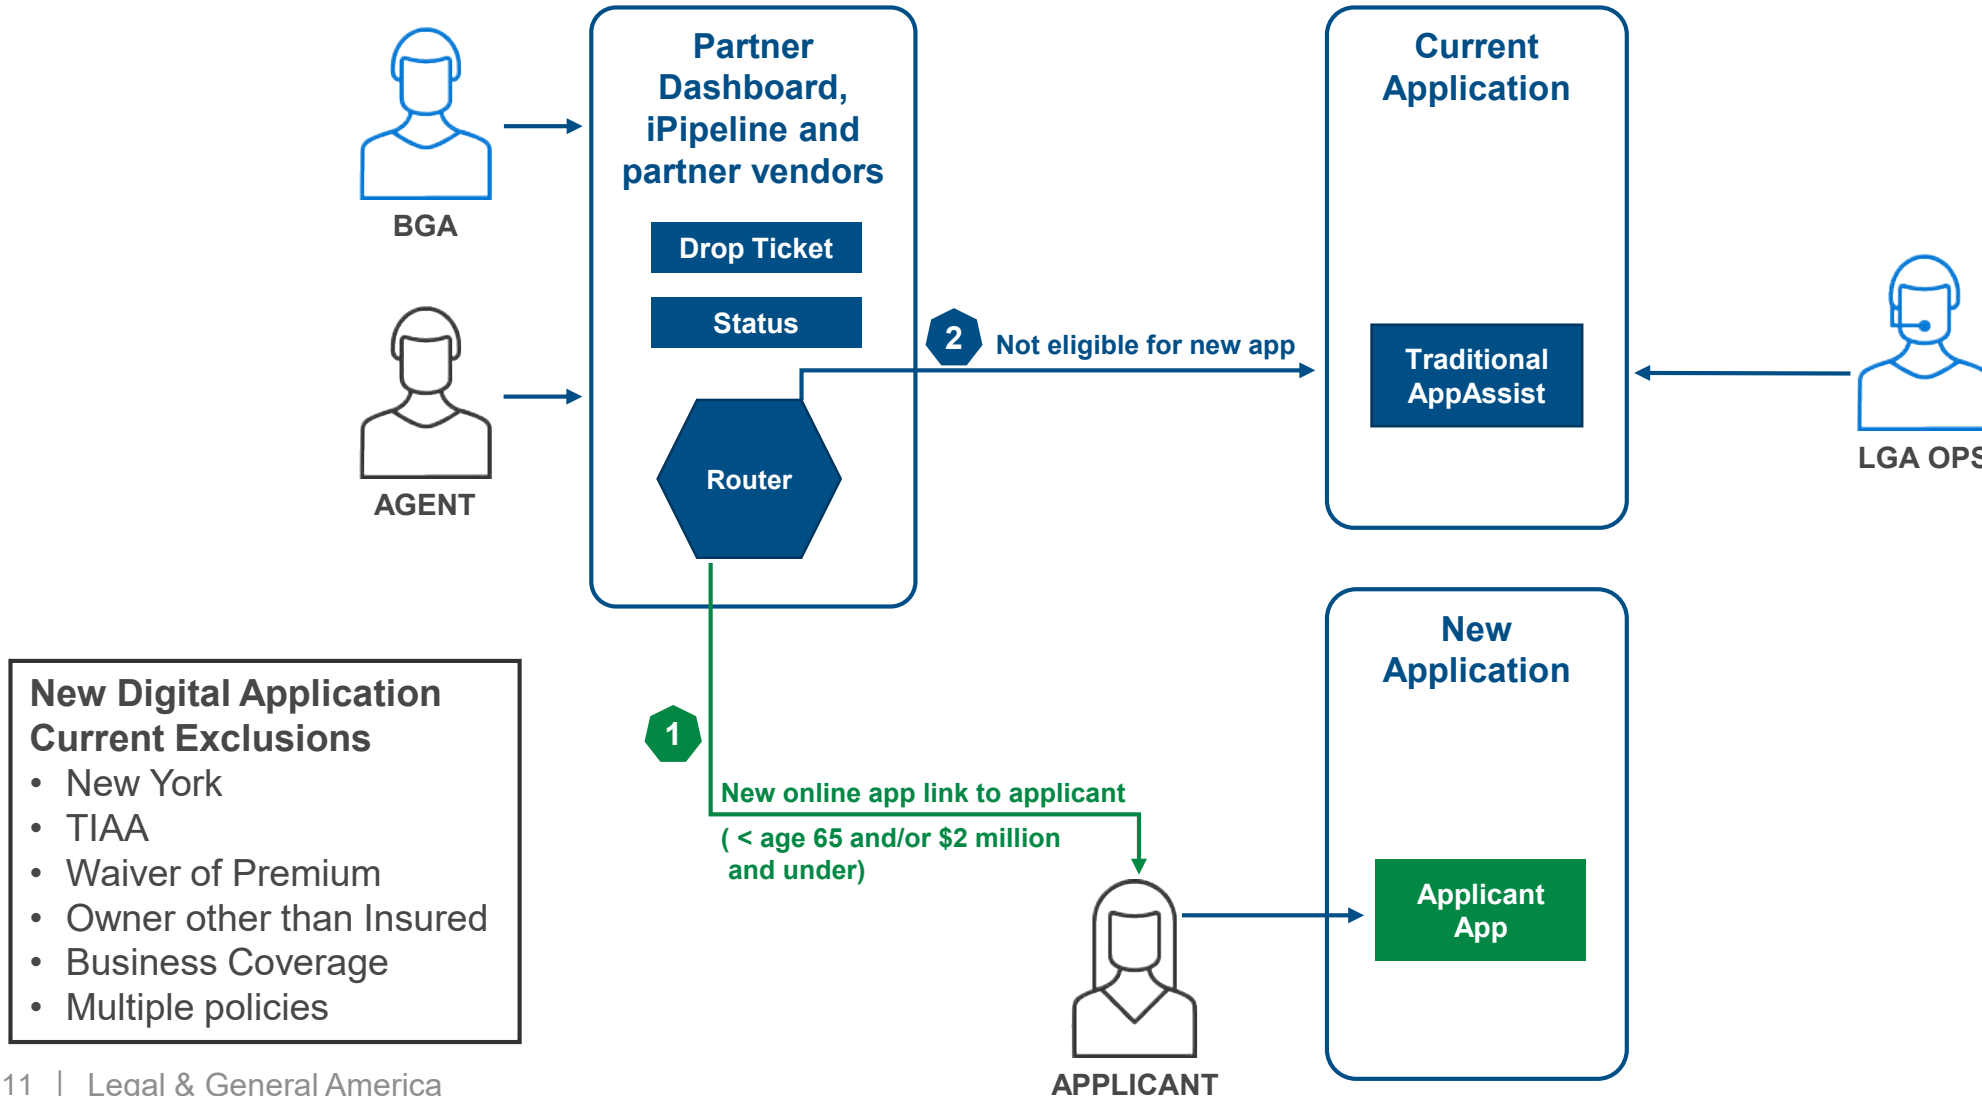 Partner
Dashboard,
iPipeline and
partner vendors
Current
Application
BGA
Drop Ticket
Status
2
Not eligible for new app
Traditional
AppAssist
LGA OPS
AGENT
Router
New
Application
New Digital Application
Current Exclusions
• New York
• TIAA
• Waiver of Premium
• Owner other than Insured
• Business Coverage
• Multiple policies
1
New online app link to applicant
( < age 65 and/or $2 million
and under)
Applicant
App
APPLICANT
11 | Legal & General America